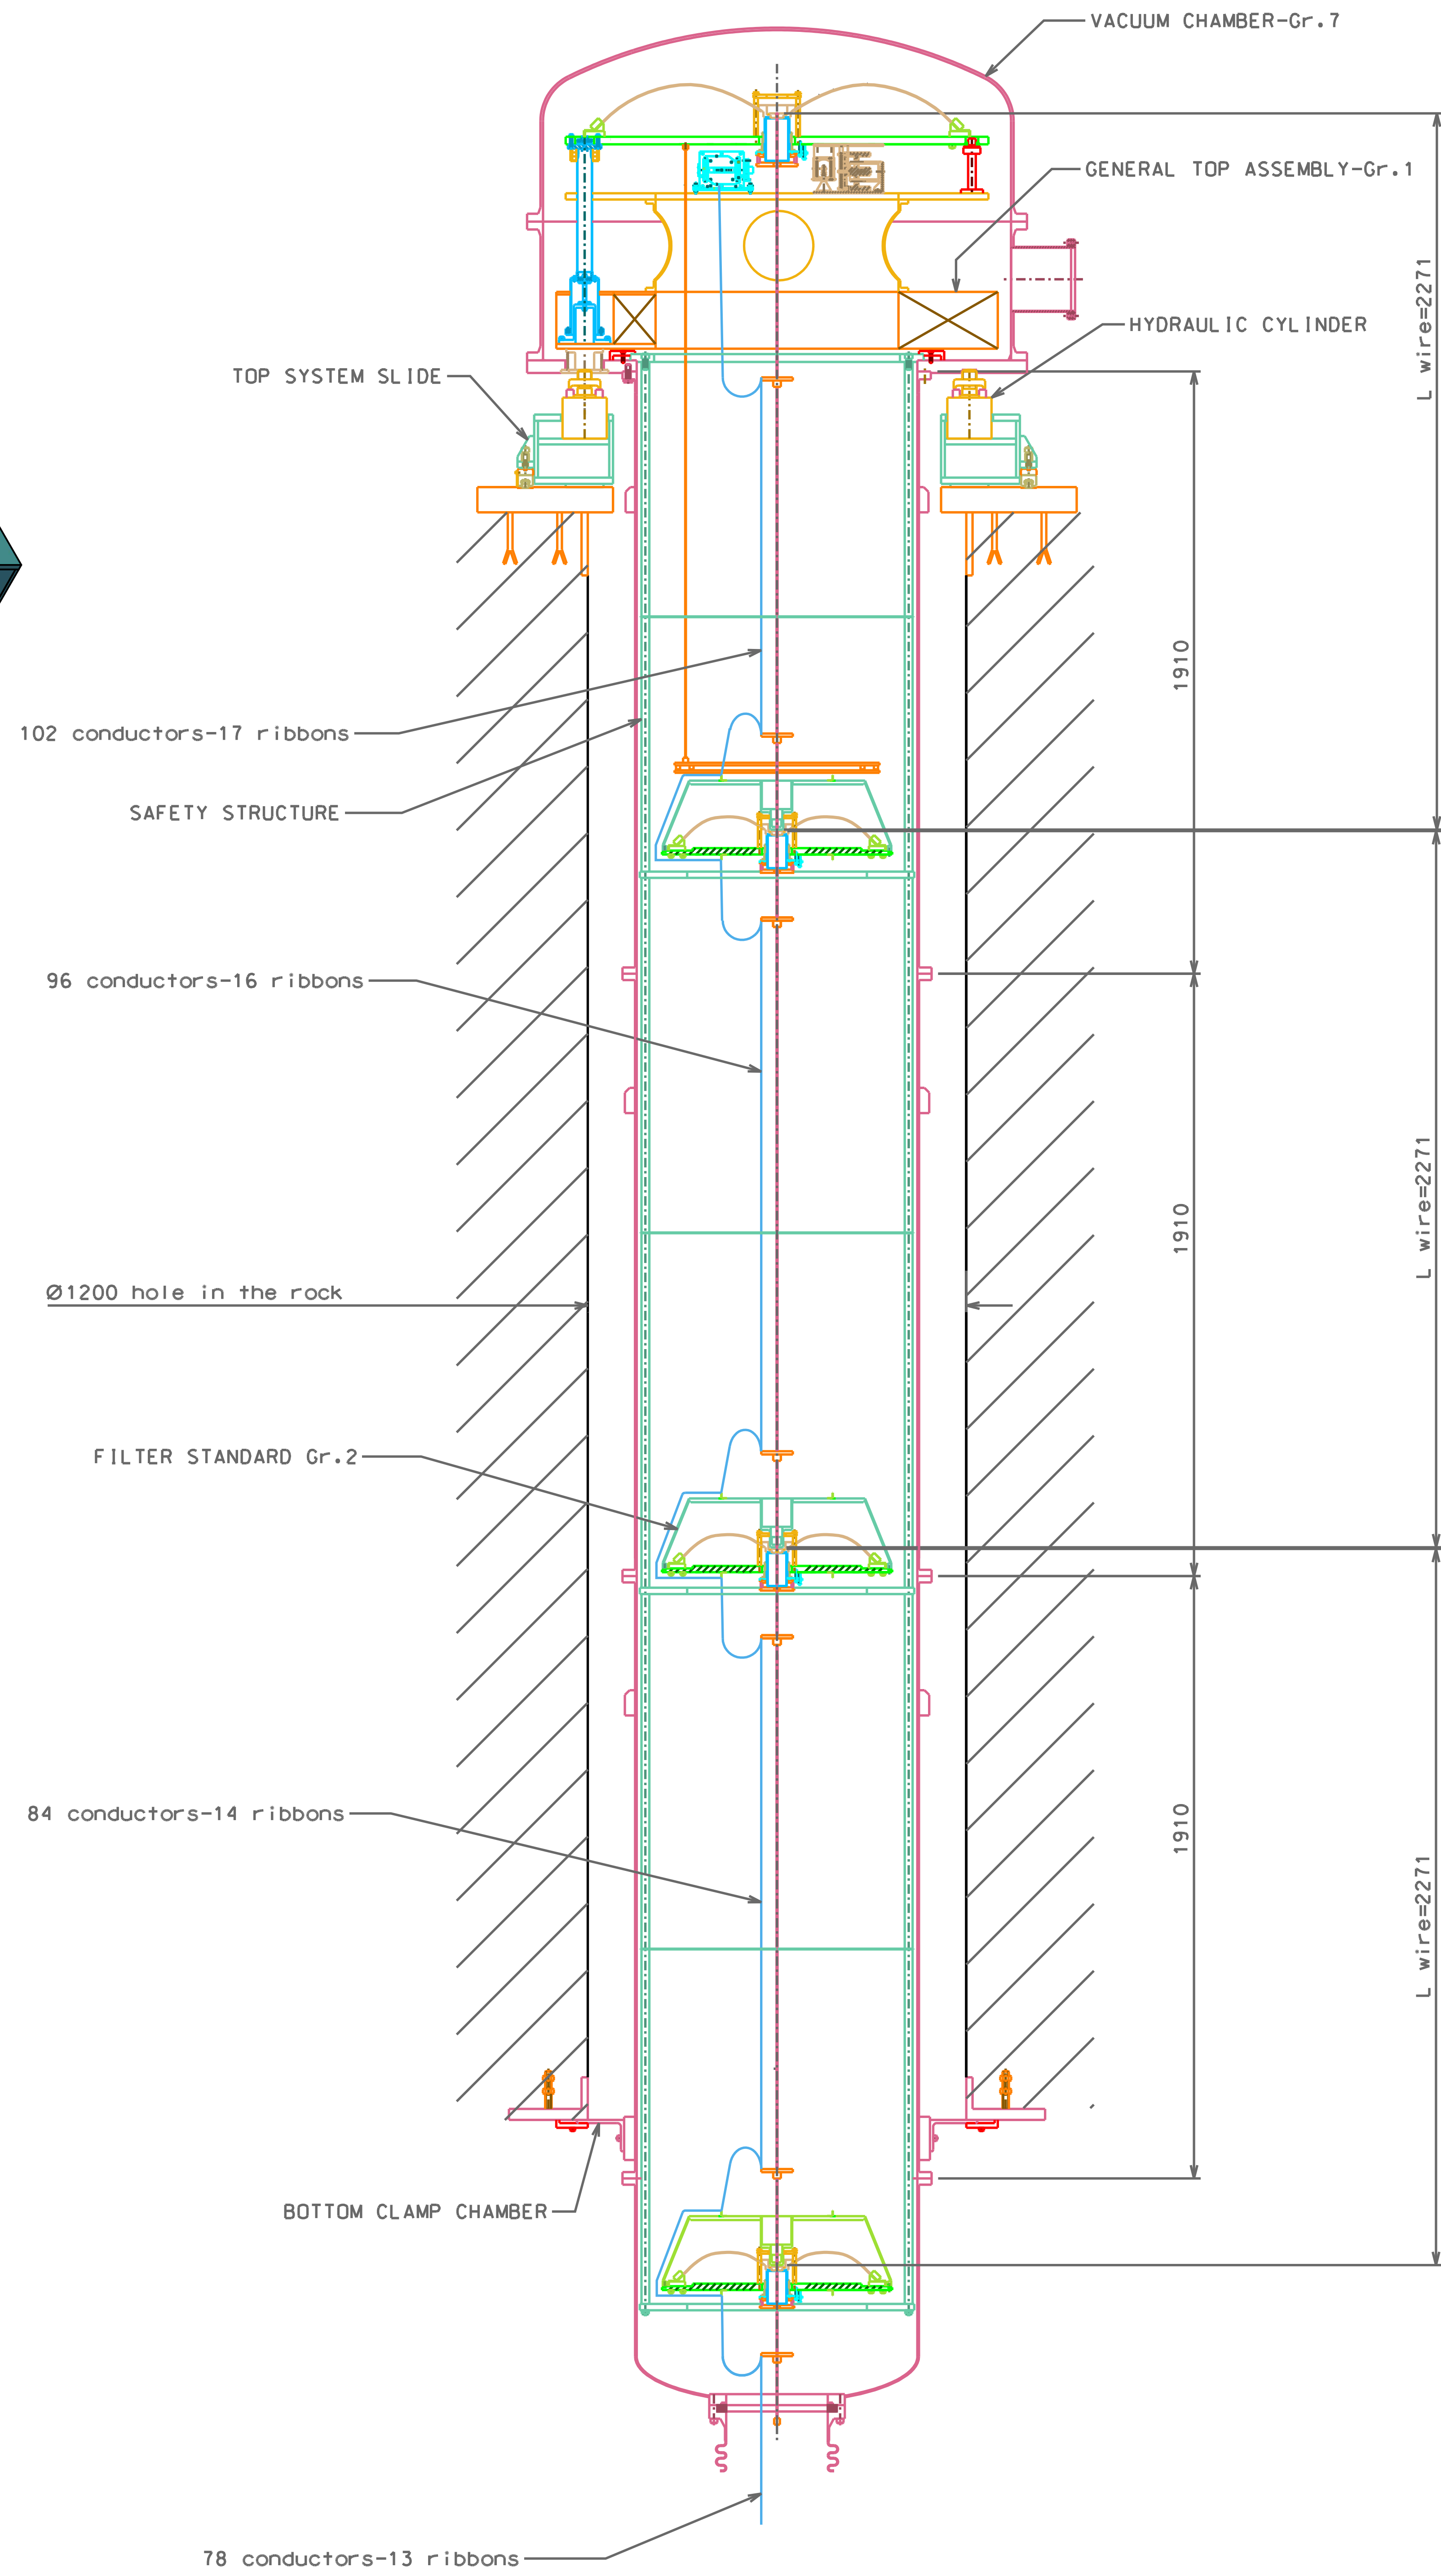 VACUUM CHAMBER-Gr.7
GENERAL TOP ASSEMBLY-Gr.1
L wire=2271
HYDRAULIC CYLINDER
TOP SYSTEM SLIDE
1910
102 conductors-17 ribbons
SAFETY STRUCTURE
96 conductors-16 ribbons
L wire=2271
1910
Ø1200 hole in the rock
FILTER STANDARD Gr.2
84 conductors-14 ribbons
1910
L wire=2271
BOTTOM CLAMP CHAMBER
78 conductors-13 ribbons